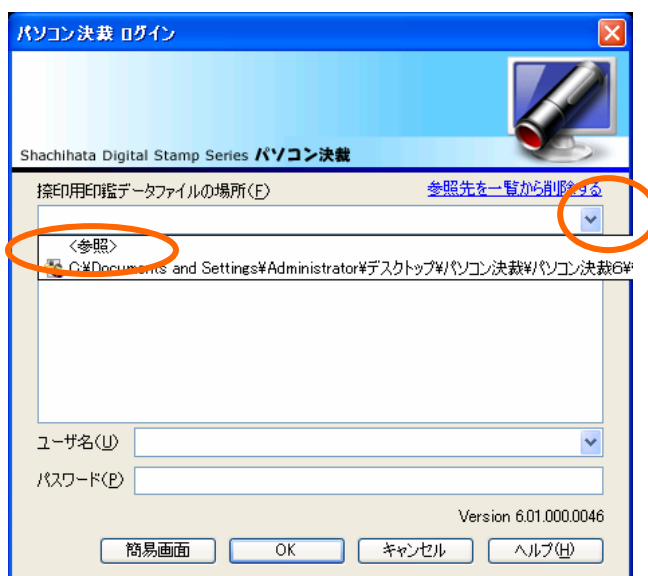 パソコン決裁 ログイン
Shachihata Digital Stamp Series パソコン決裁
捺印用印鑑データファイルの場所(F) 参照先を一覧から削除する
<参照>
C:¥Documents and Settings¥Administrator¥デスクトップ¥パソコン決裁¥パソコン決裁6¥
ユーザ名(U)
パスワード(P)
Version 6.01.000.0046
簡易画面 OK キャンセル ヘルプ(H)